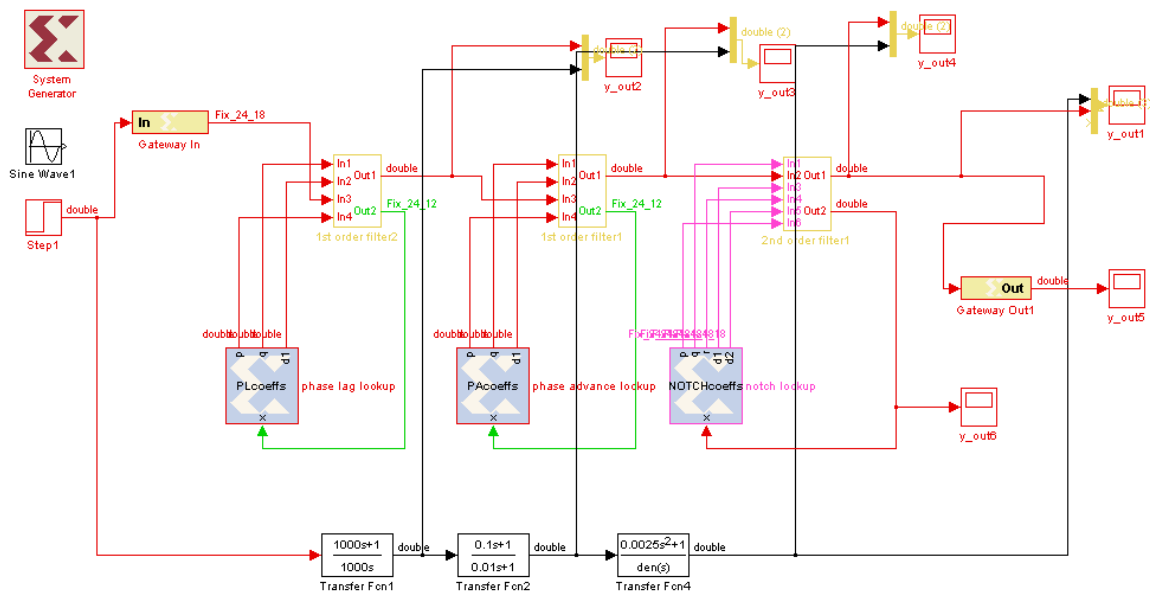 System
Generator
Sine Wave1
Step1
double
In
Gateway In
Fix_24_18
In1
In2
In3
In4
Out1
Out2
1st order filter2
double
Fix_24_12
double (2)
y_out2
In1
In2
In3
In4
Out1
Out2
1st order filter1
double
Fix_24_12
double (2)
y_out3
In1
In2
In3
In4
In5
In6
Out1
Out2
2nd order filter1
double
double
double (2)
y_out4
double (2)
y_out1
Out
Gateway Out1
double
y_out5
y_out6
double
double
double
p
q
d1
PLcoeffs
x
phase lag lookup
double
double
double
p
q
d1
PAcoeffs
x
phase advance lookup
p
q
r
d1
d2
NOTCHcoeffs
x
notch lookup
1000s+1
1000s
Transfer Fcn1
double
0.1s+1
0.01s+1
Transfer Fcn2
double
0.0025s²+1
den(s)
Transfer Fcn4
double